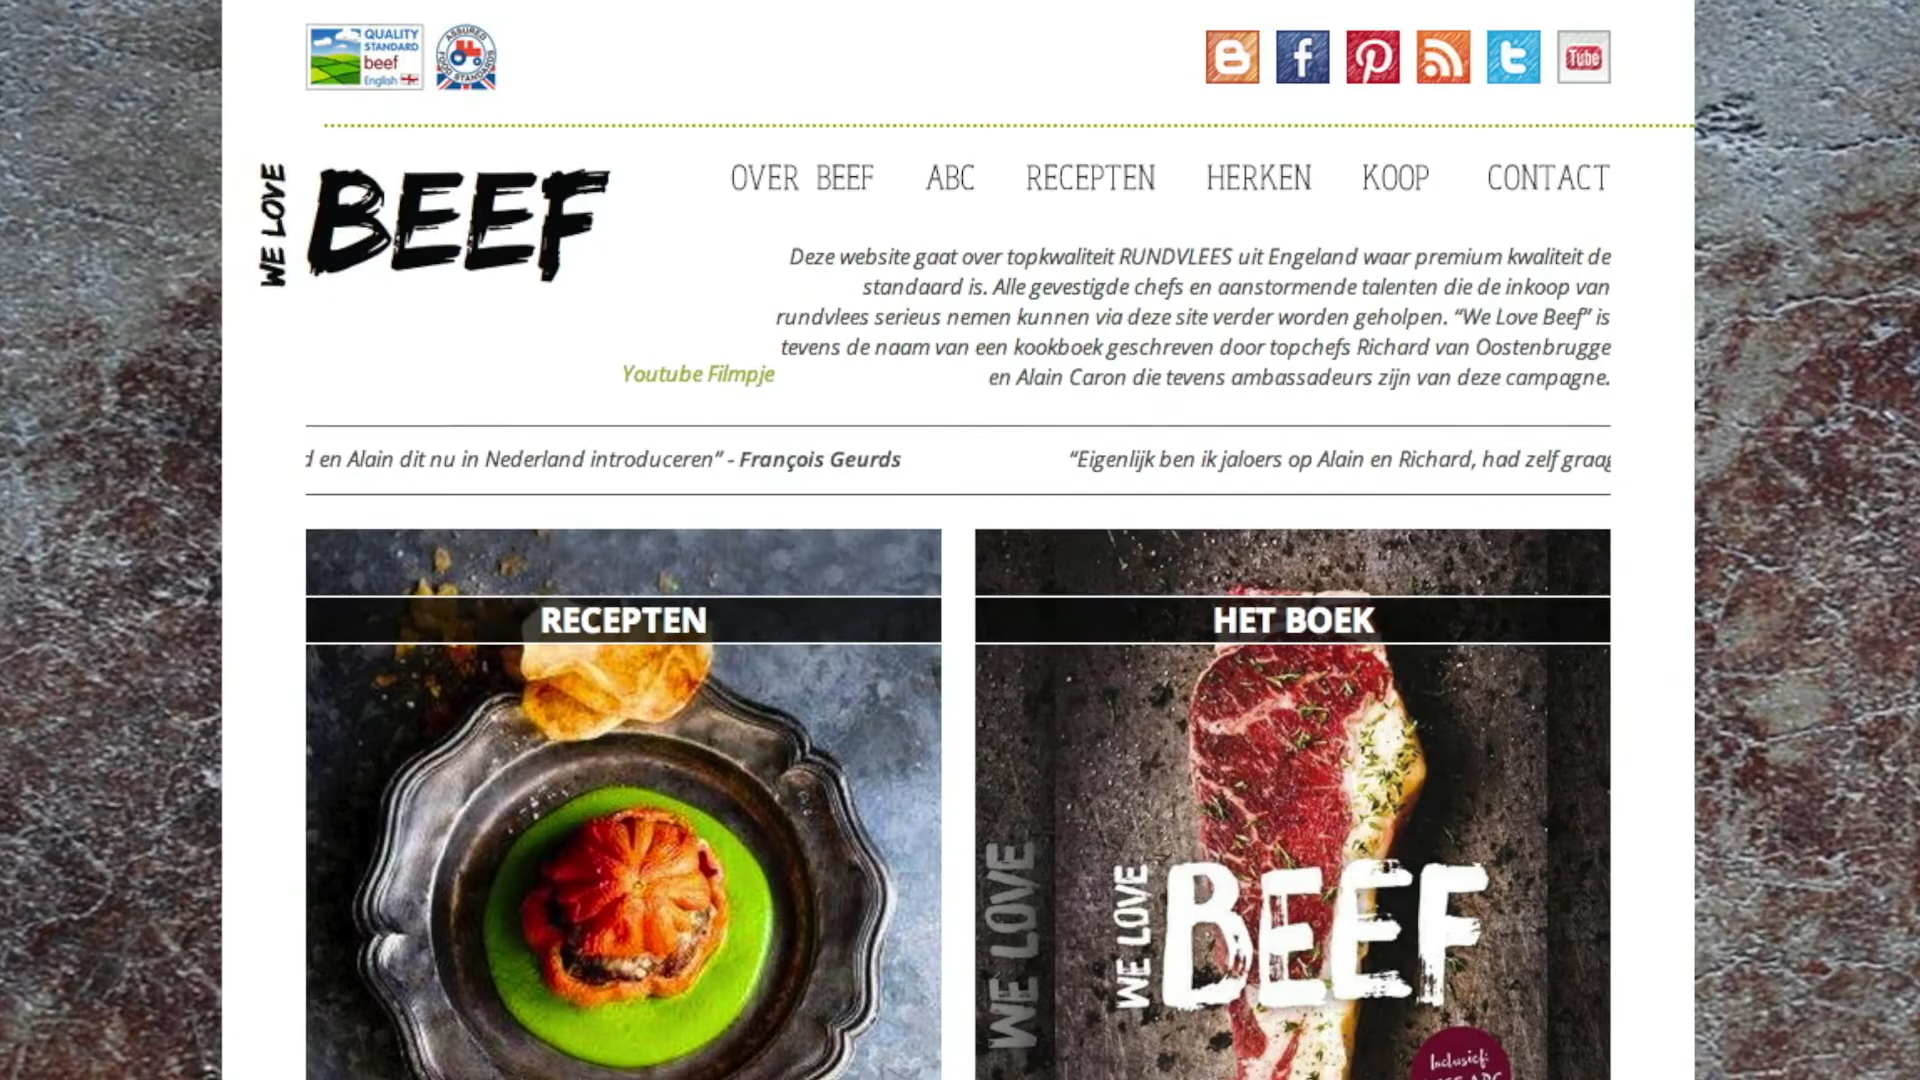 QUALITY
STANDARD
beef
English
ASSURED
FOOD STANDARDS
Tube
WE LOVE
BEEF
OVER BEEF ABC RECEPTEN HERKEN KOOP CONTACT
Deze website gaat over topkwaliteit RUNDVLEES uit Engeland waar premium kwaliteit de
standaard is. Alle gevestigde chefs en aanstormende talenten die de inkoop van
rundvlees serieus nemen kunnen via deze site verder worden geholpen. “We Love Beef” is
tevens de naam van een kookboek geschreven door topchefs Richard van Oostenbrugge
en Alain Caron die tevens ambassadeurs zijn van deze campagne.
Youtube Filmpje
d en Alain dit nu in Nederland introduceren” - François Geurds
“Eigenlijk ben ik jaloers op Alain en Richard, had zelf graag
RECEPTEN
HET BOEK
WE LOVE
WE LOVE
BEEF
Inclusief: